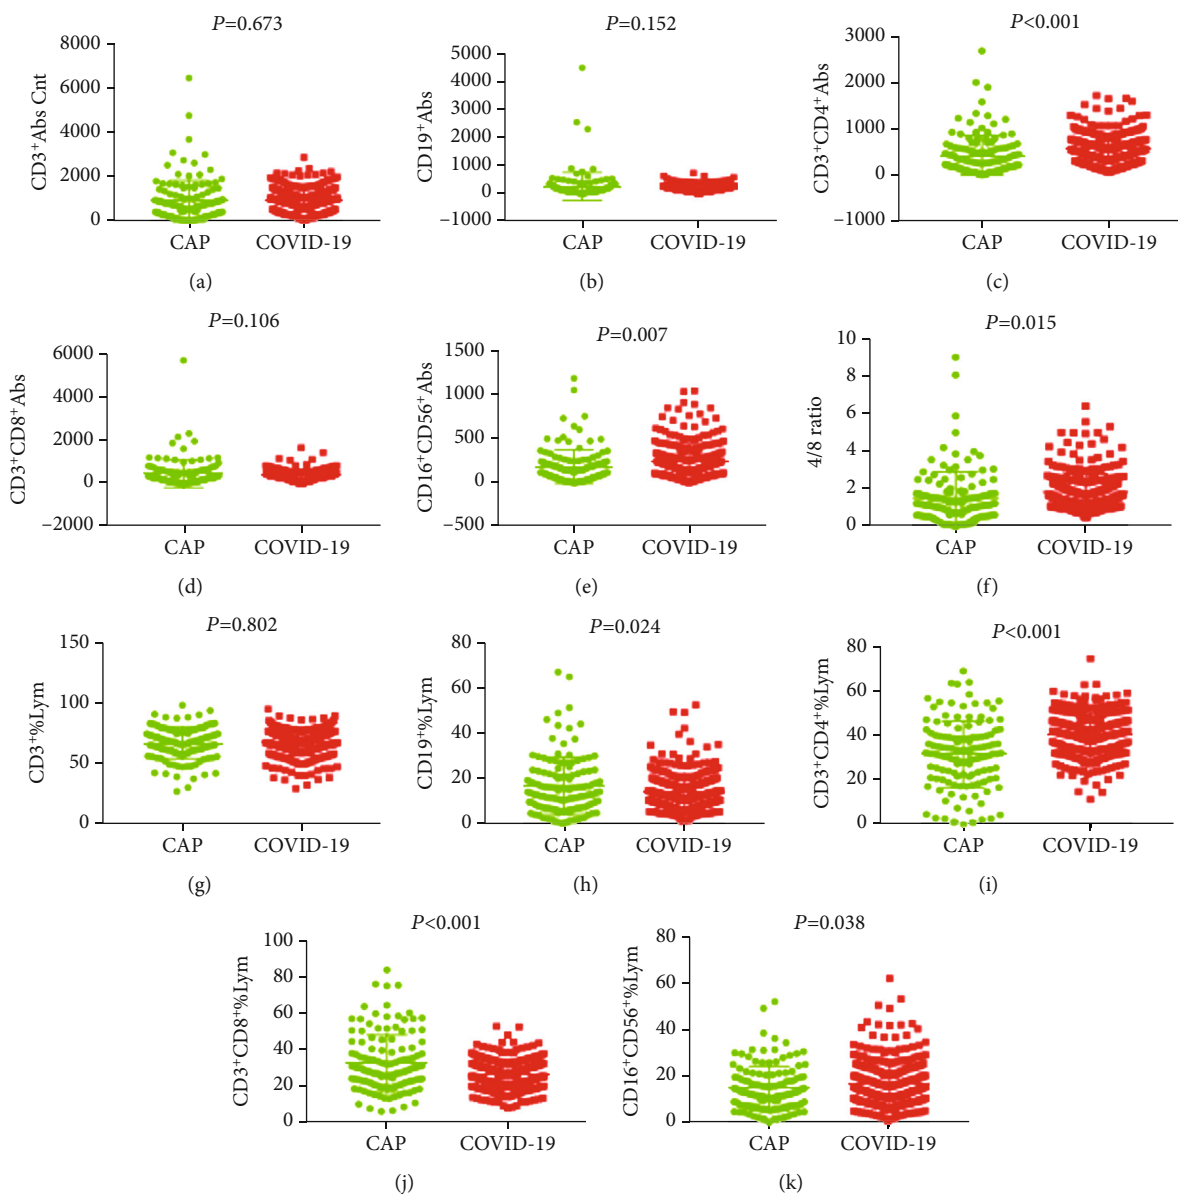 P=0.673
CD3⁺Abs Cnt
8000
6000
4000
2000
0
CAP
COVID-19
(a)
P=0.152
CD19⁺Abs
5000
4000
3000
2000
1000
0
–1000
CAP
COVID-19
(b)
P<0.001
CD3⁺CD4⁺Abs
3000
2000
1000
0
–1000
CAP
COVID-19
(c)
P=0.106
CD3⁺CD8⁺Abs
6000
4000
2000
0
–2000
CAP
COVID-19
(d)
P=0.007
CD16⁺CD56⁺Abs
1500
1000
500
0
–500
CAP
COVID-19
(e)
P=0.015
4/8 ratio
10
8
6
4
2
0
CAP
COVID-19
(f)
P=0.802
CD3⁺%Lym
150
100
50
0
CAP
COVID-19
(g)
P=0.024
CD19⁺%Lym
80
60
40
20
0
CAP
COVID-19
(h)
P<0.001
CD3⁺CD4⁺%Lym
80
60
40
20
0
CAP
COVID-19
(i)
P<0.001
CD3⁺CD8⁺%Lym
100
80
60
40
20
0
CAP
COVID-19
(j)
P=0.038
CD16⁺CD56⁺%Lym
80
60
40
20
0
CAP
COVID-19
(k)